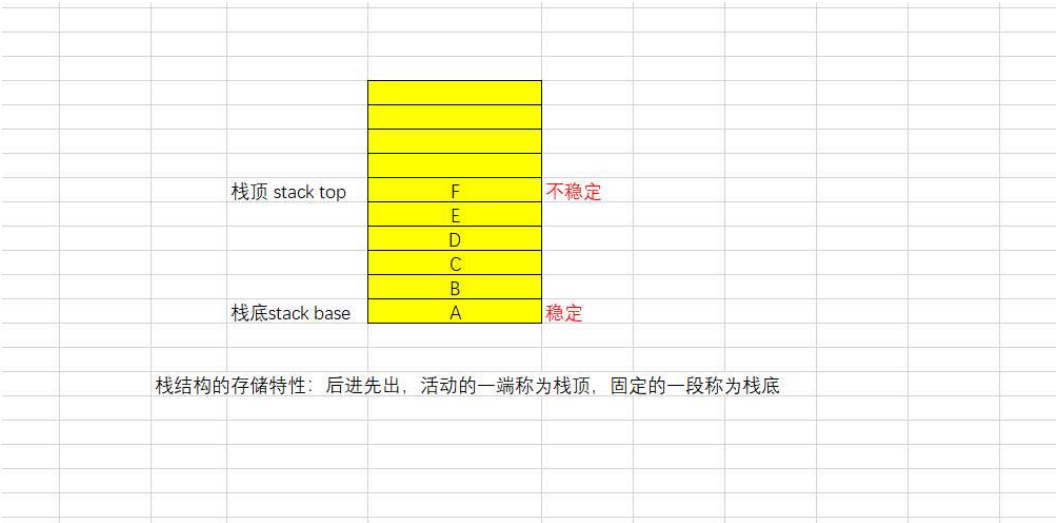 栈顶 stack top F 不稳定
E
D
C
B
栈底stack base A 稳定
栈结构的存储特性：后进先出，活动的一端称为栈顶，固定的一段称为栈底